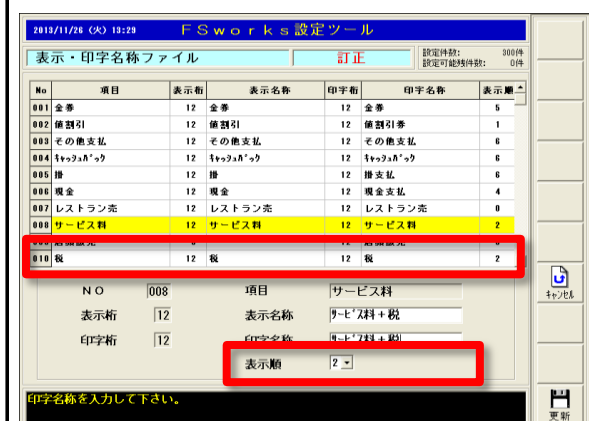 2013/11/26 (火) 13:29 ＦＳｗｏｒｋｓ設定ツール
表示・印字名称ファイル 訂正 設定件数: 300件
設定可能残件数: 0件
No 項目 表示桁 表示名称 印字桁 印字名称 表示順
001 金券 12 金券 12 金券 5
002 値割引 12 値割引 12 値割引券 1
003 その他支払 12 その他支払 12 その他支払 6
004 ｷｬｯｼｭﾊﾞｯｸ 12 ｷｬｯｼｭﾊﾞｯｸ 12 ｷｬｯｼｭﾊﾞｯｸ 6
005 掛 12 掛 12 掛支払 6
006 現金 12 現金 12 現金支払 4
007 レストラン売 12 レストラン売 12 レストラン売 0
008 サービス料 12 サービス料 12 サービス料 2
010 税 12 税 12 税 2
ＮＯ 008 項目 サービス料
表示桁 12 表示名称 ｻｰﾋﾞｽ料＋税
印字桁 12 印字名称 ｻｰﾋﾞｽ料＋税
表示順 2
キャンセル
印字名称を入力して下さい。
更新